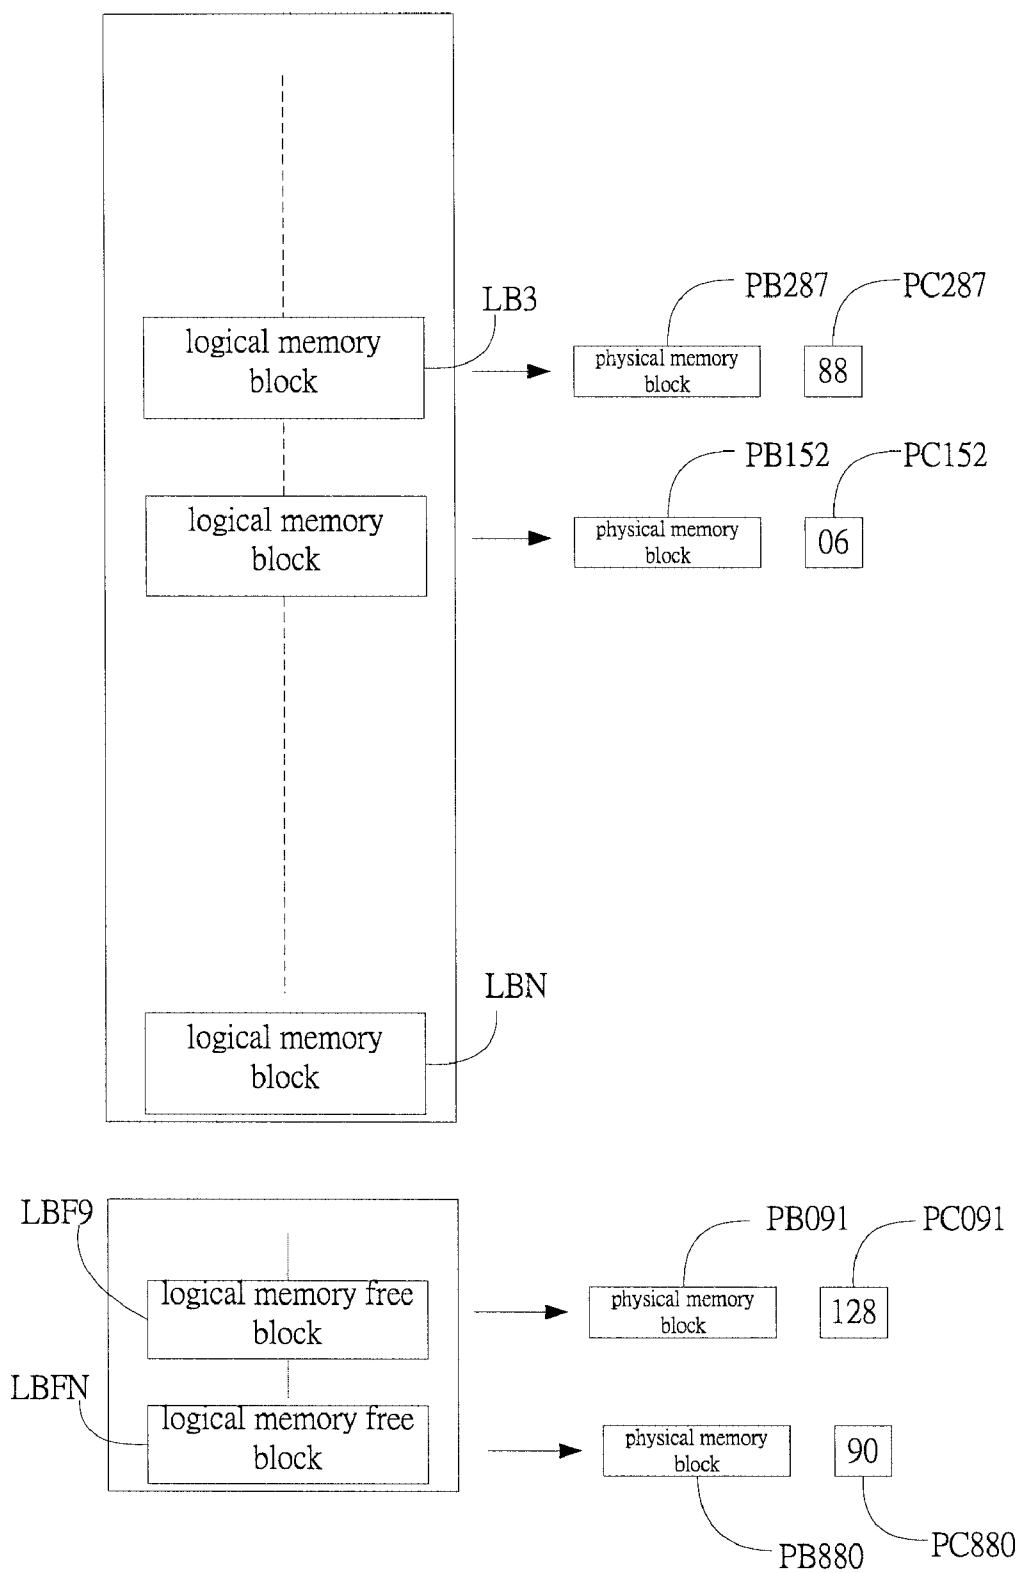 PB287
PC287
LB3
logical memory
block
physical memory
block
88
PB152
PC152
logical memory
block
physical memory
block
06
LBN
logical memory
block
LBF9
PB091
PC091
logical memory free
block
physical memory
block
128
LBFN
logical memory free
block
physical memory
block
90
PB880
PC880